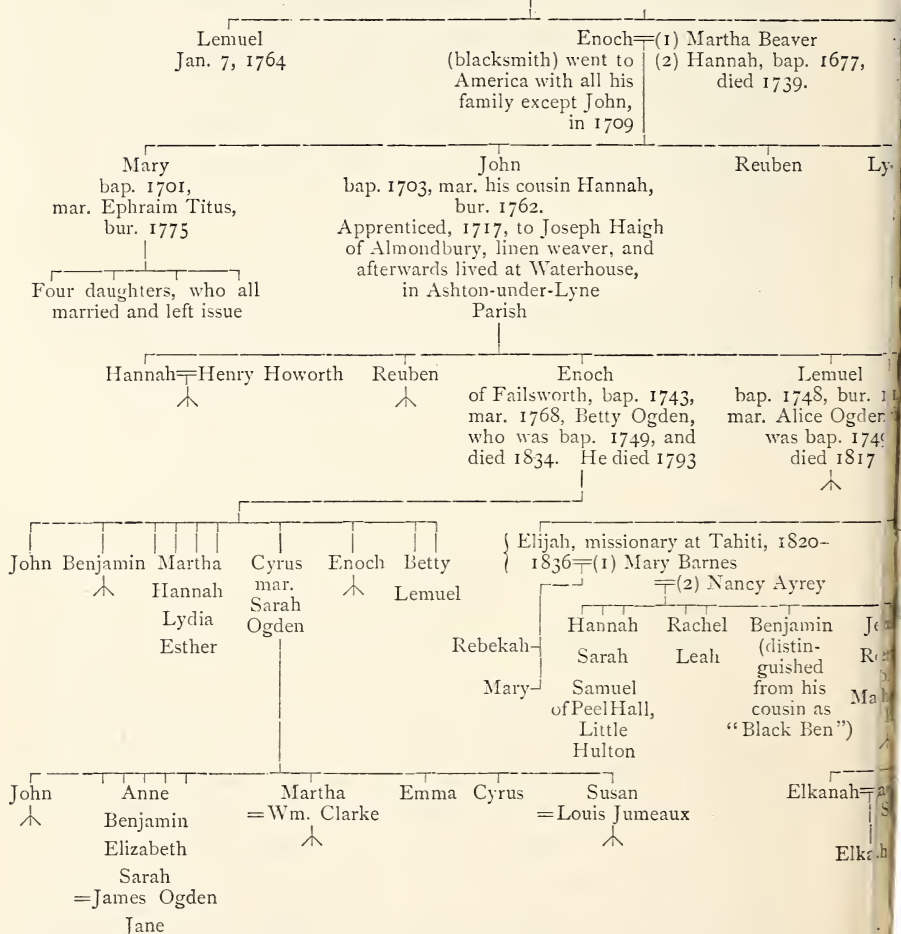 Lemuel
Jan. 7, 1764
Enoch (1) Martha Beaver
(blacksmith) went to (2) Hannah, bap. 1677,
America with all his died 1739.
family except John,
in 1709
Mary
bap. 1701,
mar. Ephraim Titus,
bur. 1775
John
bap. 1703, mar. his cousin Hannah,
bur. 1762.
Apprenticed, 1717, to Joseph Haigh
of Almondbury, linen weaver, and
afterwards lived at Waterhouse,
in Ashton-under-Lyne
Parish
Reuben
Four daughters, who all
married and left issue
Hannah Henry Howorth
Reuben
Enoch
of Failsworth, bap. 1743,
mar. 1768, Betty Ogden,
who was bap. 1749, and
died 1834. He died 1793
Lemuel
bap. 1748, bur.
mar. Alice
was bap.
died 1817
John
Benjamin
Martha
Hannah
Lydia
Esther
Cyrus
mar.
Sarah
Ogden
Enoch
Betty
Lemuel
Elijah, missionary at Tahiti, 1820–
1836 (1) Mary Barnes
(2) Nancy Ayrey
Rebekah
Mary
Hannah
Sarah
Samuel
of Peel Hall,
Little
Hulton
Rachel
Leah
Benjamin
(distin-
guished
from his
cousin as
“Black Ben”)
John
Anne
Benjamin
Elizabeth
Sarah
=James Ogden
Jane
Martha
=Wm. Clarke
Emma
Cyrus
Susan
=Louis Jumeaux
Elkanah